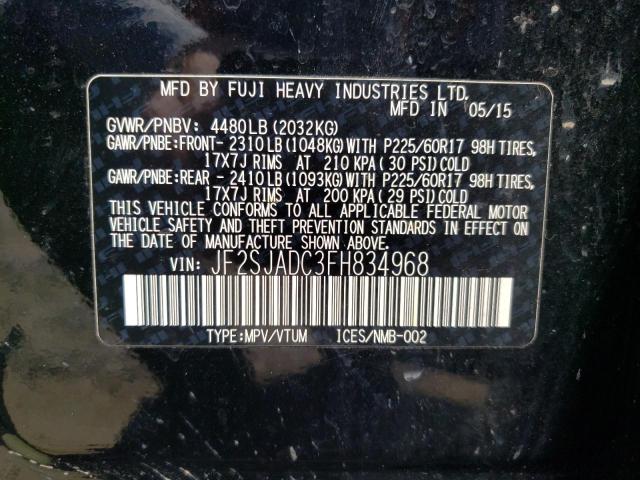 MFD BY FUJI HEAVY INDUSTRIES LTD.
MFD IN 05/15
GVWR/PNBV: 4480LB (2032KG)
GAWR/PNBE:FRONT- 2310LB (1048KG) WITH P225/60R17 98H TIRES,
17X7J RIMS AT 210 KPA (30 PSI) COLD
GAWR/PNBE:REAR - 2410LB (1093KG) WITH P225/60R17 98H TIRES,
17X7J RIMS AT 200 KPA (29 PSI) COLD
THIS VEHICLE CONFORMS TO ALL APPLICABLE FEDERAL MOTOR
VEHICLE SAFETY AND THEFT PREVENTION STANDARDS IN EFFECT
ON THE DATE OF MANUFACTURE SHOWN ABOVE.
VIN: JF2SJADC3FH834968
TYPE:MPV/VTUM ICES/NMB-002